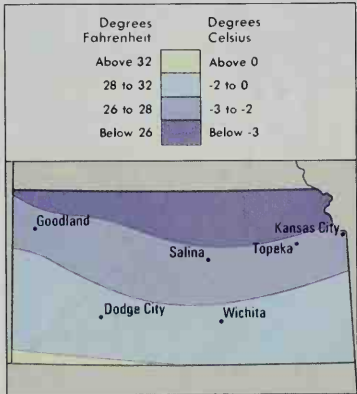 Degrees Fahrenheit
Degrees Celsius
Above 32
Above 0
28 to 32
-2 to 0
26 to 28
-3 to -2
Below 26
Below -3
Goodland
Kansas City
Salina
Topeka
Dodge City
Wichita